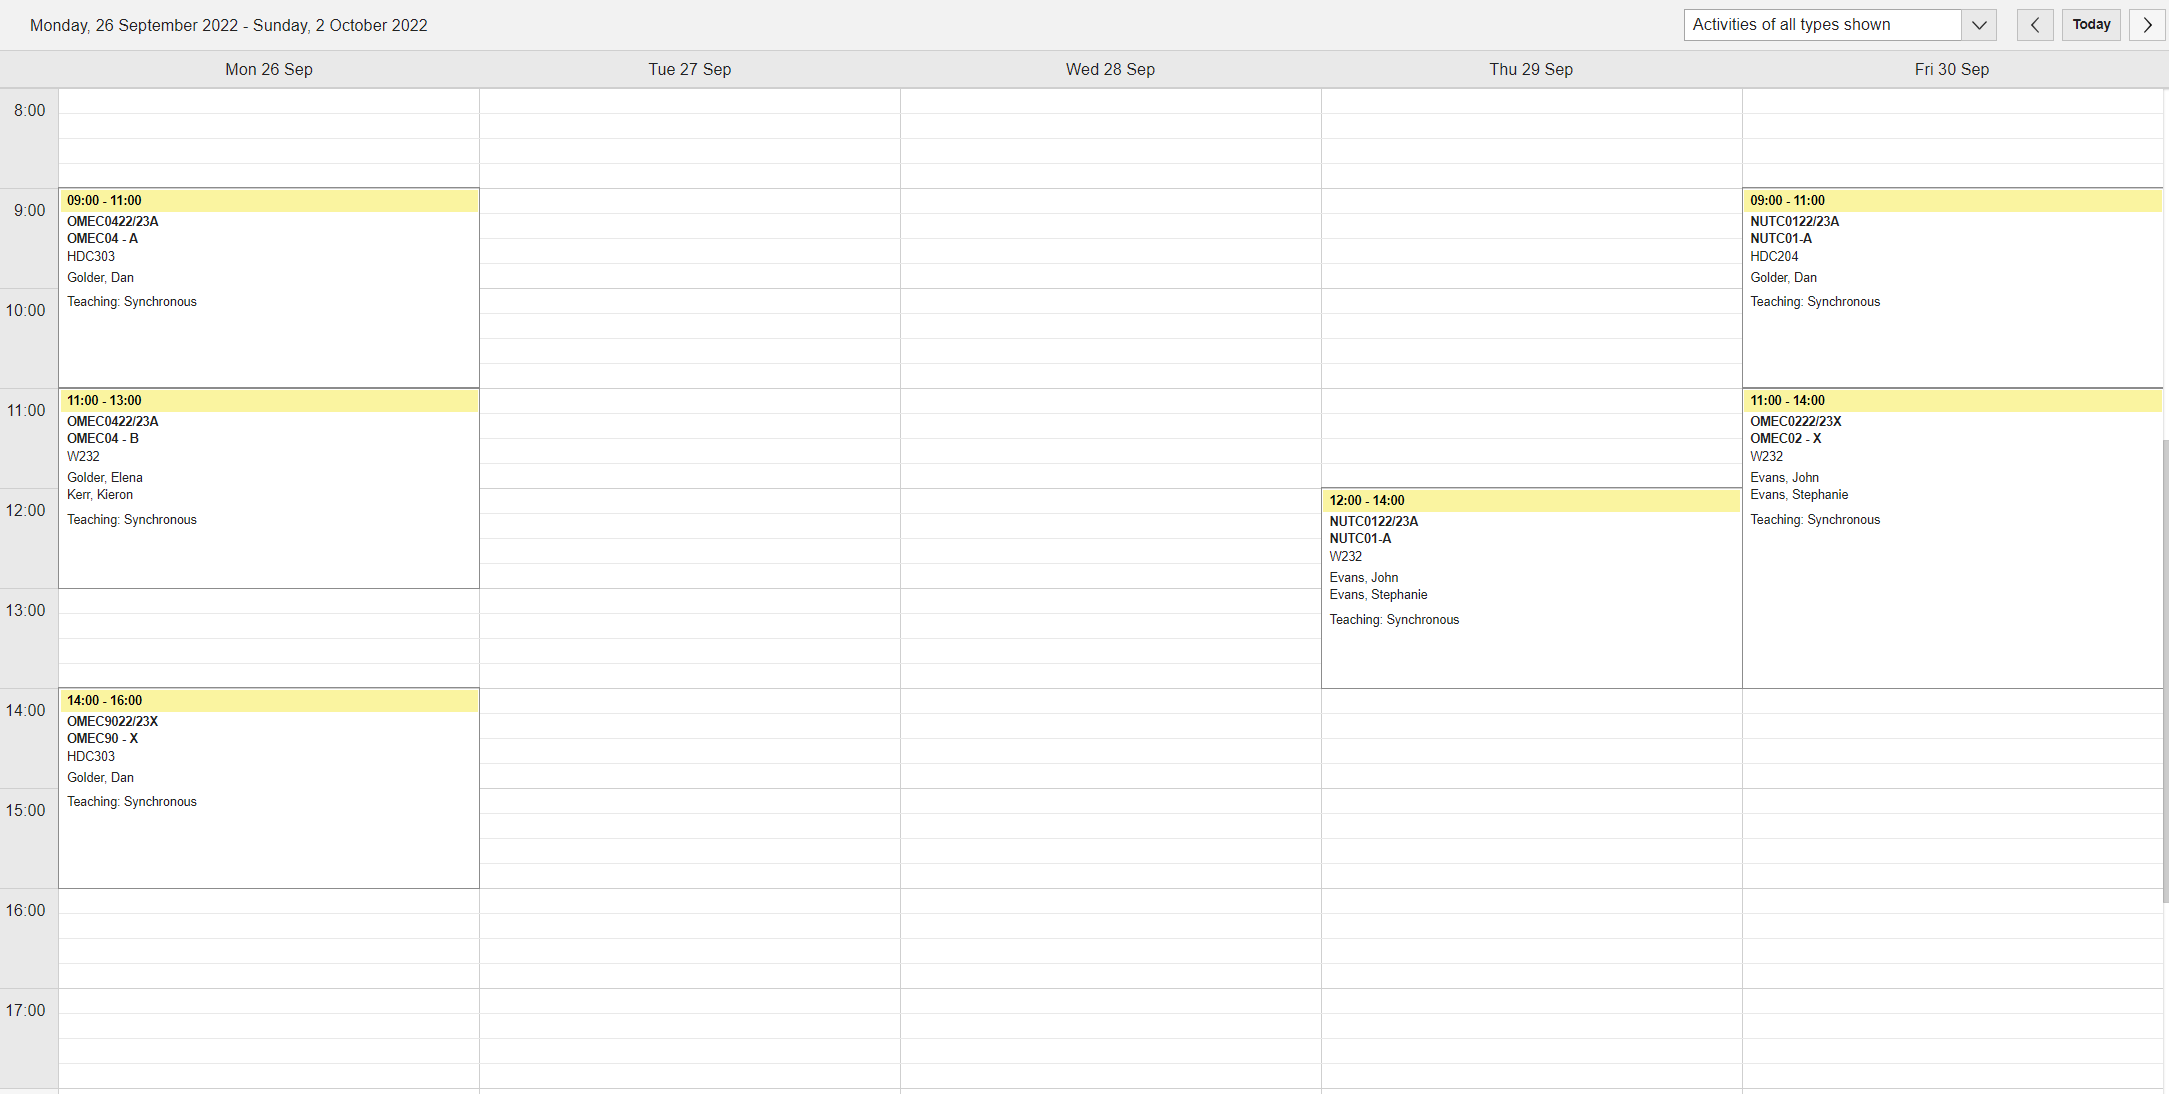 Monday, 26 September 2022 - Sunday, 2 October 2022
Activities of all types shown
Today
Mon 26 Sep
Tue 27 Sep
Wed 28 Sep
Thu 29 Sep
Fri 30 Sep
8:00
9:00
10:00
11:00
12:00
13:00
14:00
15:00
16:00
17:00
09:00 - 11:00
OMEC0422/23A
OMEC04 - A
HDC303
Golder, Dan
Teaching: Synchronous
11:00 - 13:00
OMEC0422/23A
OMEC04 - B
W232
Golder, Elena
Kerr, Kieron
Teaching: Synchronous
14:00 - 16:00
OMEC9022/23X
OMEC90 - X
HDC303
Golder, Dan
Teaching: Synchronous
12:00 - 14:00
NUTC0122/23A
NUTC01-A
W232
Evans, John
Evans, Stephanie
Teaching: Synchronous
09:00 - 11:00
NUTC0122/23A
NUTC01-A
HDC204
Golder, Dan
Teaching: Synchronous
11:00 - 14:00
OMEC0222/23X
OMEC02 - X
W232
Evans, John
Evans, Stephanie
Teaching: Synchronous